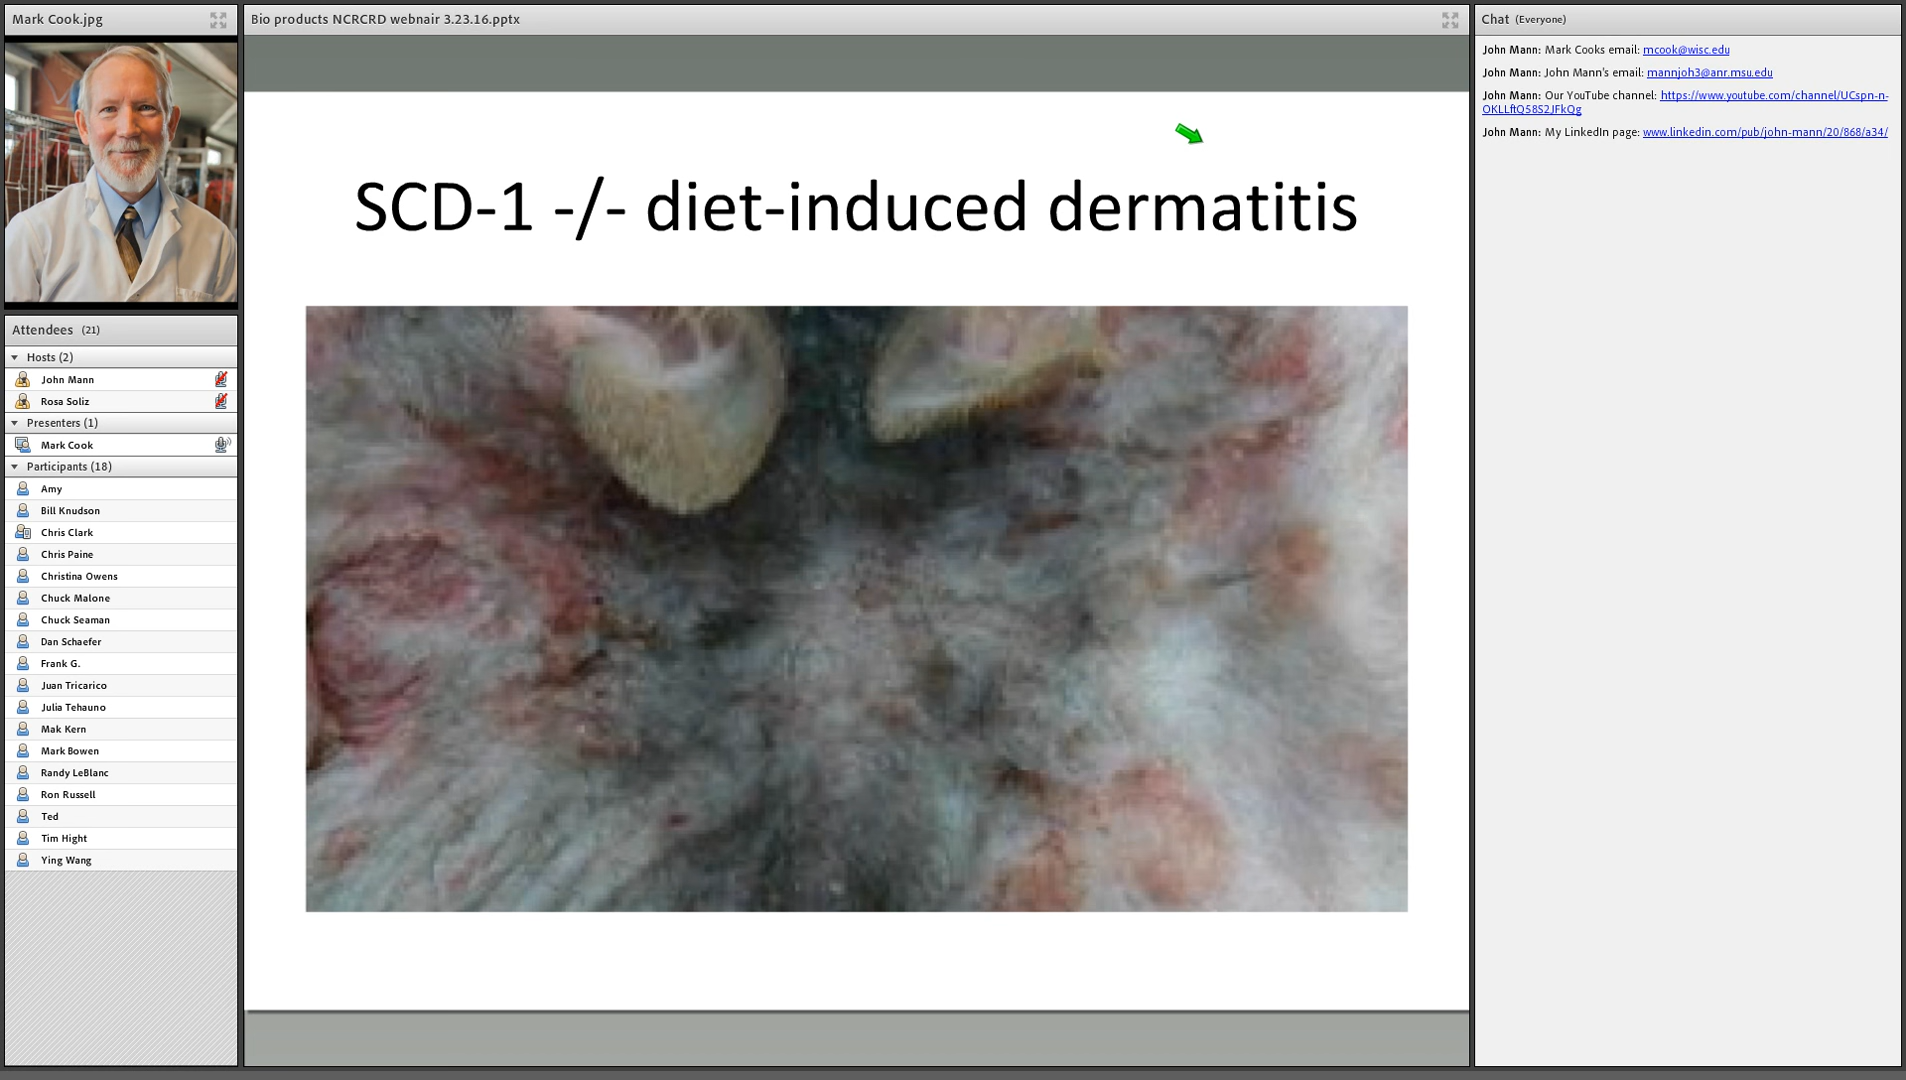 Mark Cook.jpg
Attendees (21)
Hosts (2)
John Mann
Rosa Soliz
Presenters (1)
Mark Cook
Participants (18)
Amy
Bill Knudson
Chris Clark
Chris Paine
Christina Owens
Chuck Malone
Chuck Seaman
Dan Schaefer
Frank G.
Juan Tricarico
Julia Tehauno
Mak Kern
Mark Bowen
Randy LeBlanc
Ron Russell
Ted
Tim Hight
Ying Wang
Bio products NCRCRD webnair 3.23.16.pptx
SCD-1 -/- diet-induced dermatitis
Chat (Everyone)
John Mann: Mark Cooks email: mcook@wisc.edu
John Mann: John Mann's email: mannjoh3@anr.msu.edu
John Mann: Our YouTube channel: https://www.youtube.com/channel/UCspn-n-
OKLLftQ58S2JFkQg
John Mann: My LinkedIn page: www.linkedin.com/pub/john-mann/20/868/a34/